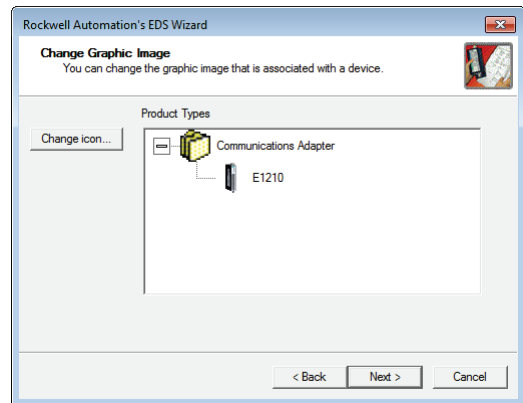 Rockwell Automation's EDS Wizard
Change Graphic Image
You can change the graphic image that is associated with a device.
Product Types
Change icon...
Communications Adapter
E1210
< Back
Next >
Cancel